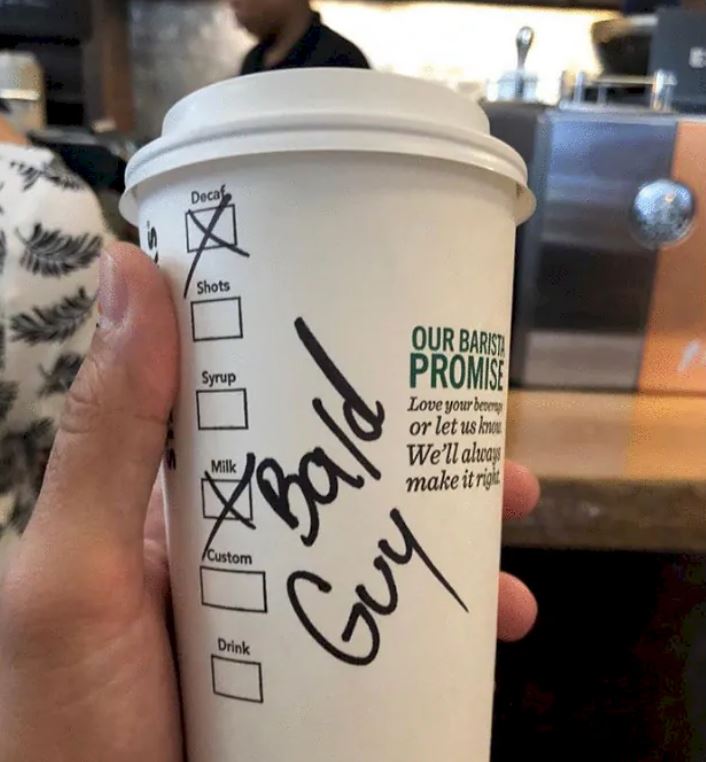 Decaf
Shots
Syrup
Milk
Custom
Drink
Bald
Guy
OUR BARISTA
PROMISE
Love your beverage
or let us know.
We'll always
make it right.